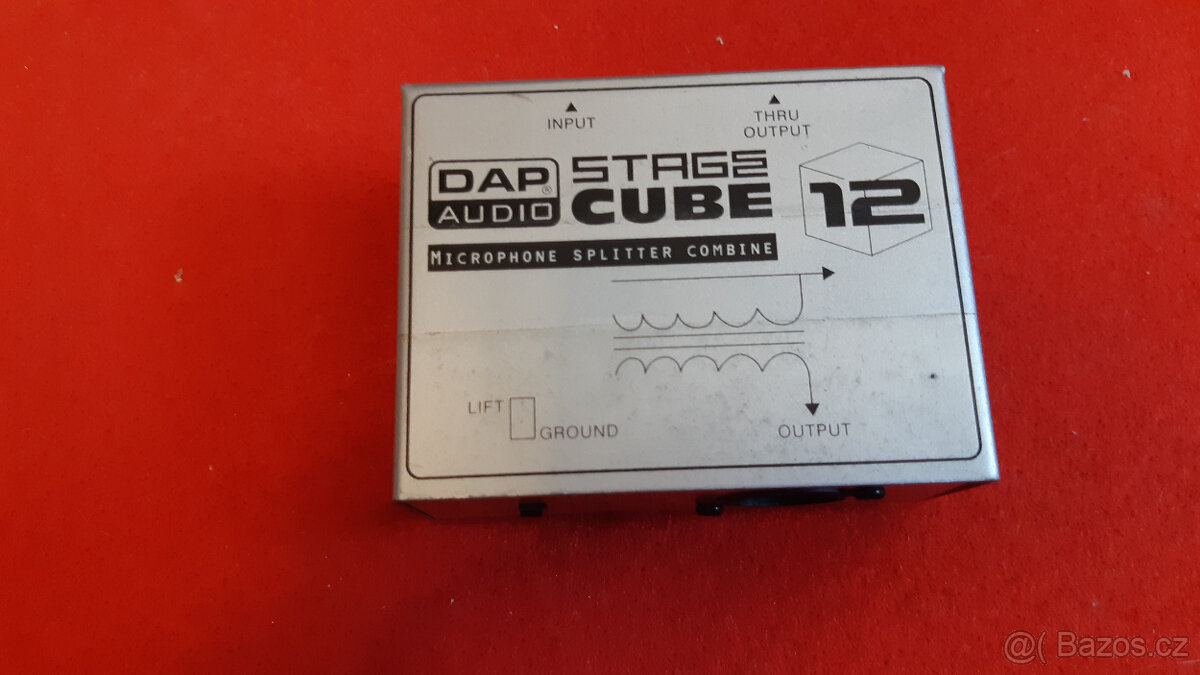 INPUT
THRU
OUTPUT
DAP®
AUDIO
STAGE
CUBE
12
MICROPHONE SPLITTER COMBINE
LIFT
GROUND
OUTPUT
@( Bazos.cz